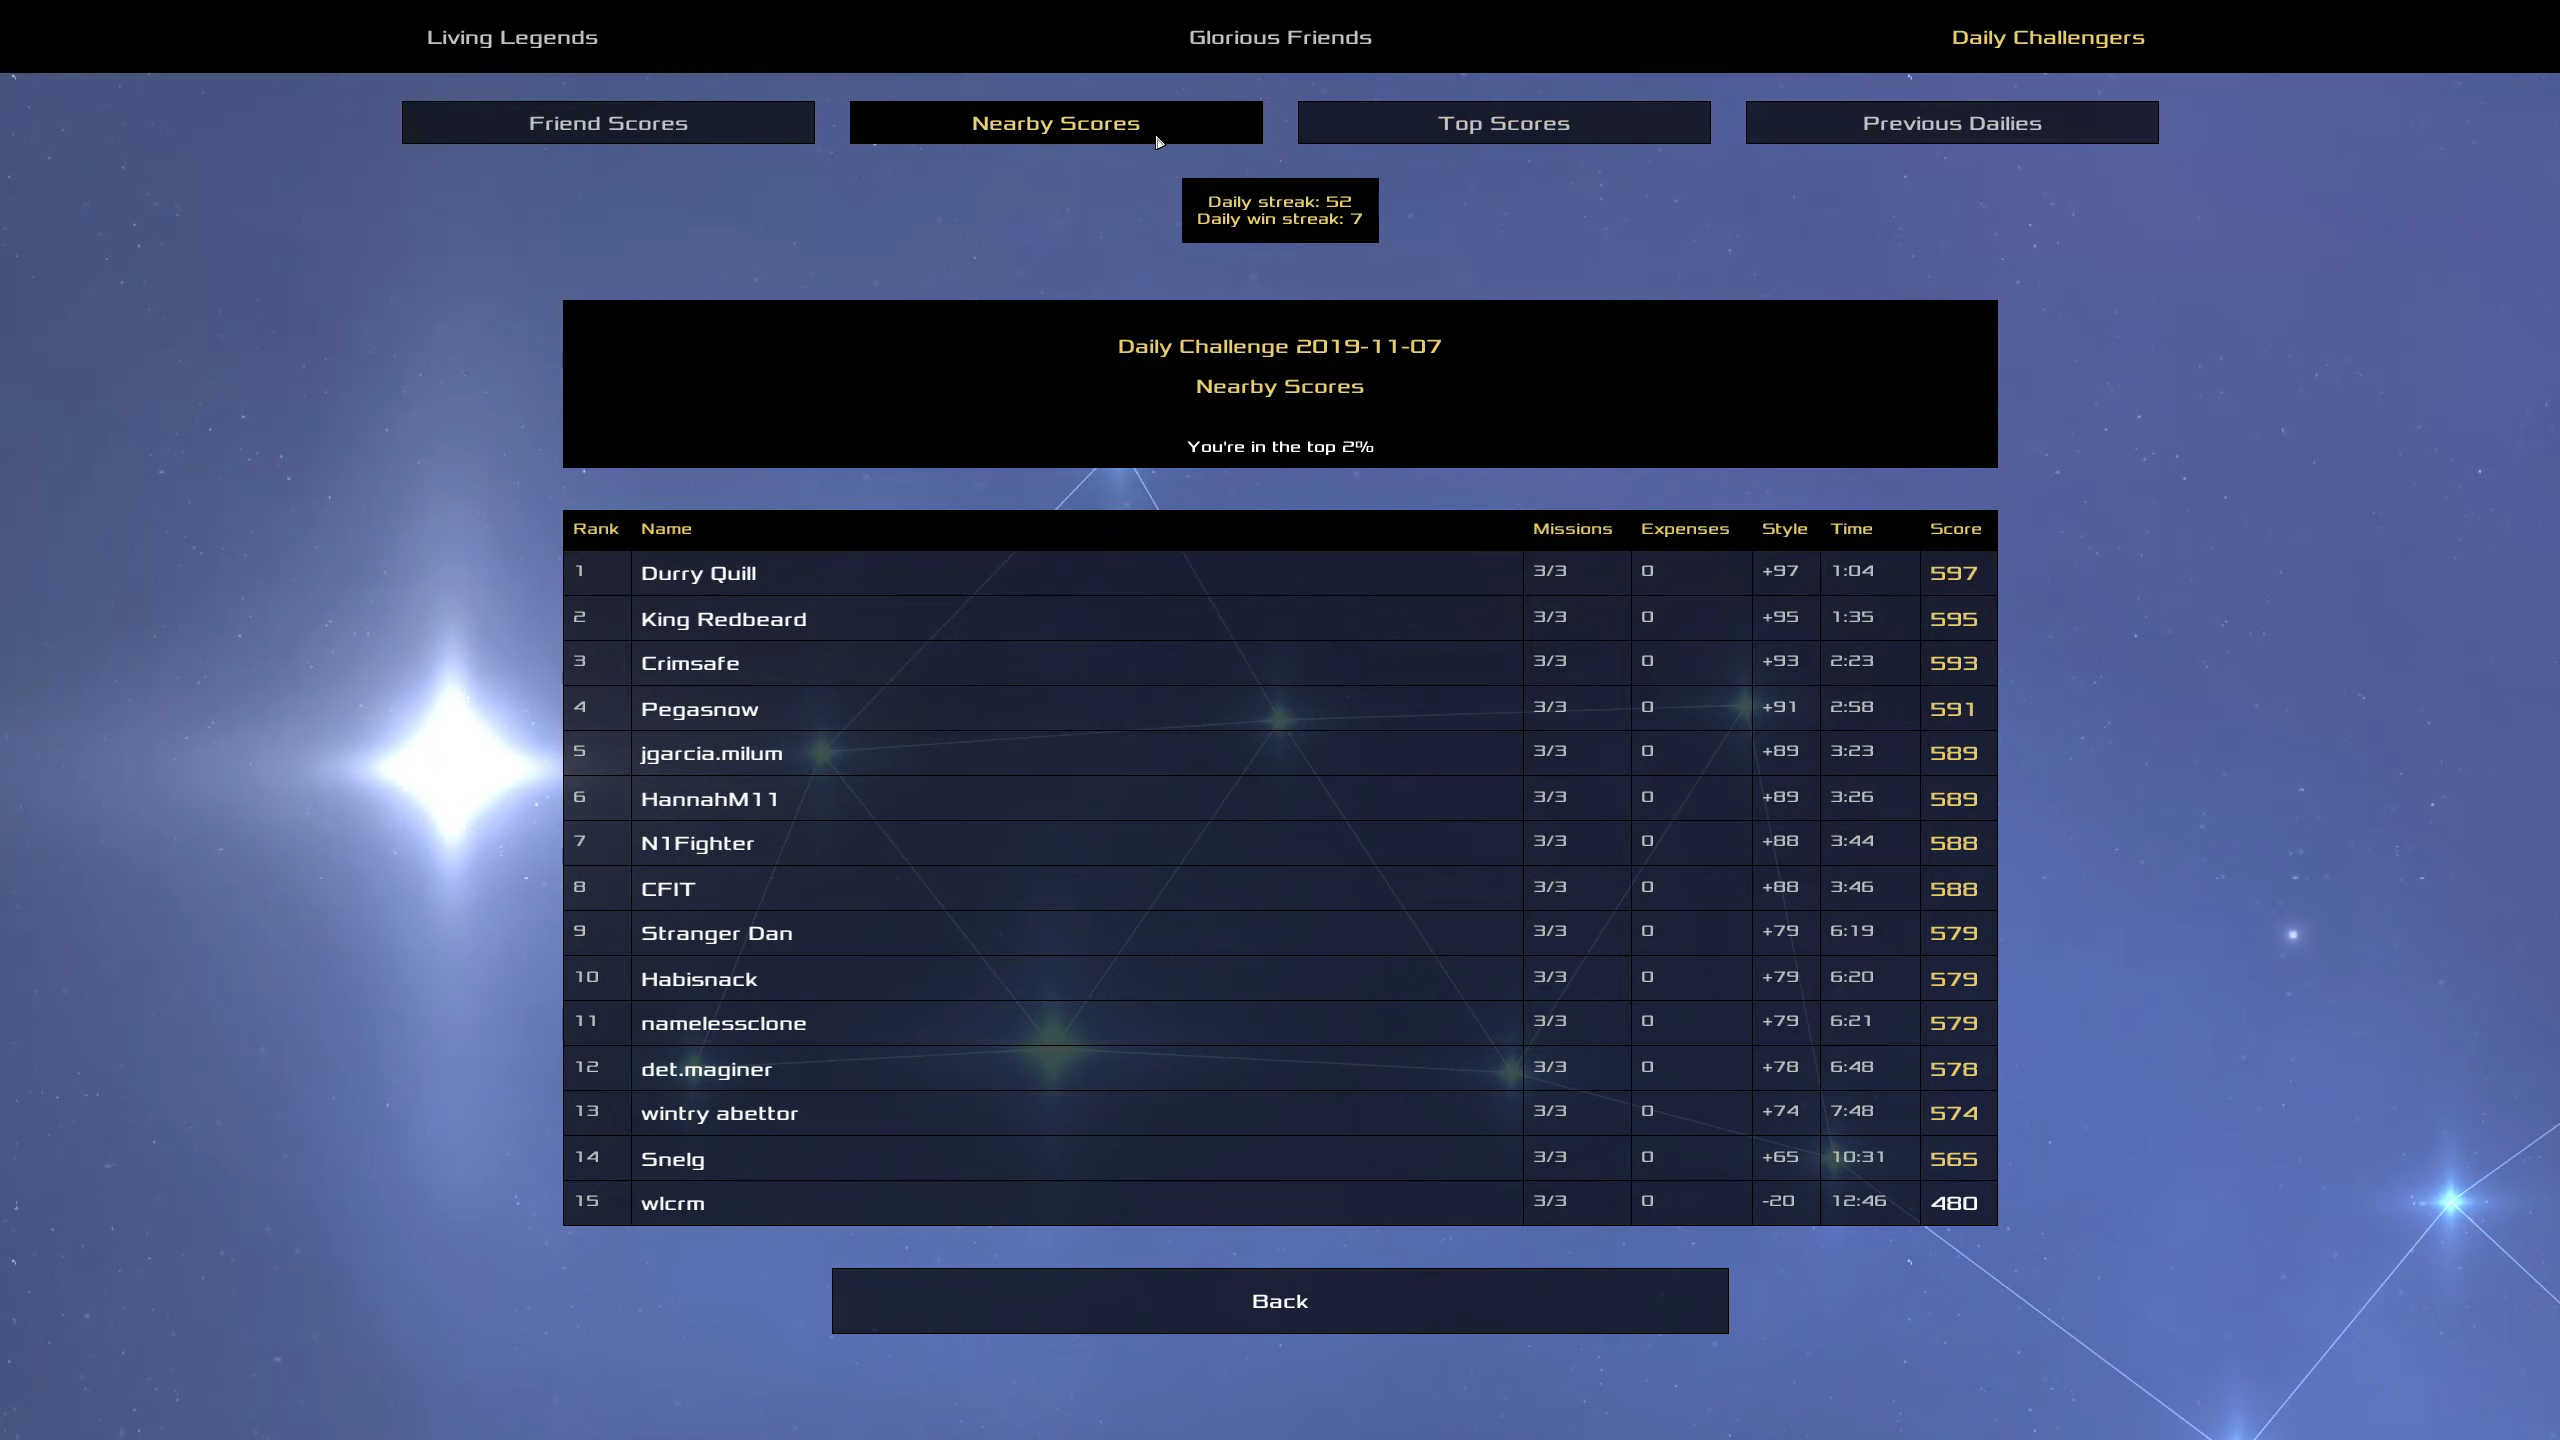 Living Legends Glorious Friends Daily Challengers
Friend Scores Nearby Scores Top Scores Previous Dailies
Daily streak: 52
Daily win streak: 7
Daily Challenge 2019-11-07
Nearby Scores
You're in the top 2%
Rank Name Missions Expenses Style Time Score
1 Durry Quill 3/3 0 +97 1:04 597
2 King Redbeard 3/3 0 +95 1:35 595
3 Crimsafe 3/3 0 +93 2:23 593
4 Pegasnow 3/3 0 +91 2:58 591
5 jgarcia.milum 3/3 0 +89 3:23 589
6 HannahM11 3/3 0 +89 3:26 589
7 N1Fighter 3/3 0 +88 3:44 588
8 CFIT 3/3 0 +88 3:46 588
9 Stranger Dan 3/3 0 +79 6:19 579
10 Habisnack 3/3 0 +79 6:20 579
11 namelessclone 3/3 0 +79 6:21 579
12 det.maginer 3/3 0 +78 6:48 578
13 wintry abettor 3/3 0 +74 7:48 574
14 Snelg 3/3 0 +65 10:31 565
15 wlcrm 3/3 0 -20 12:46 480
Back